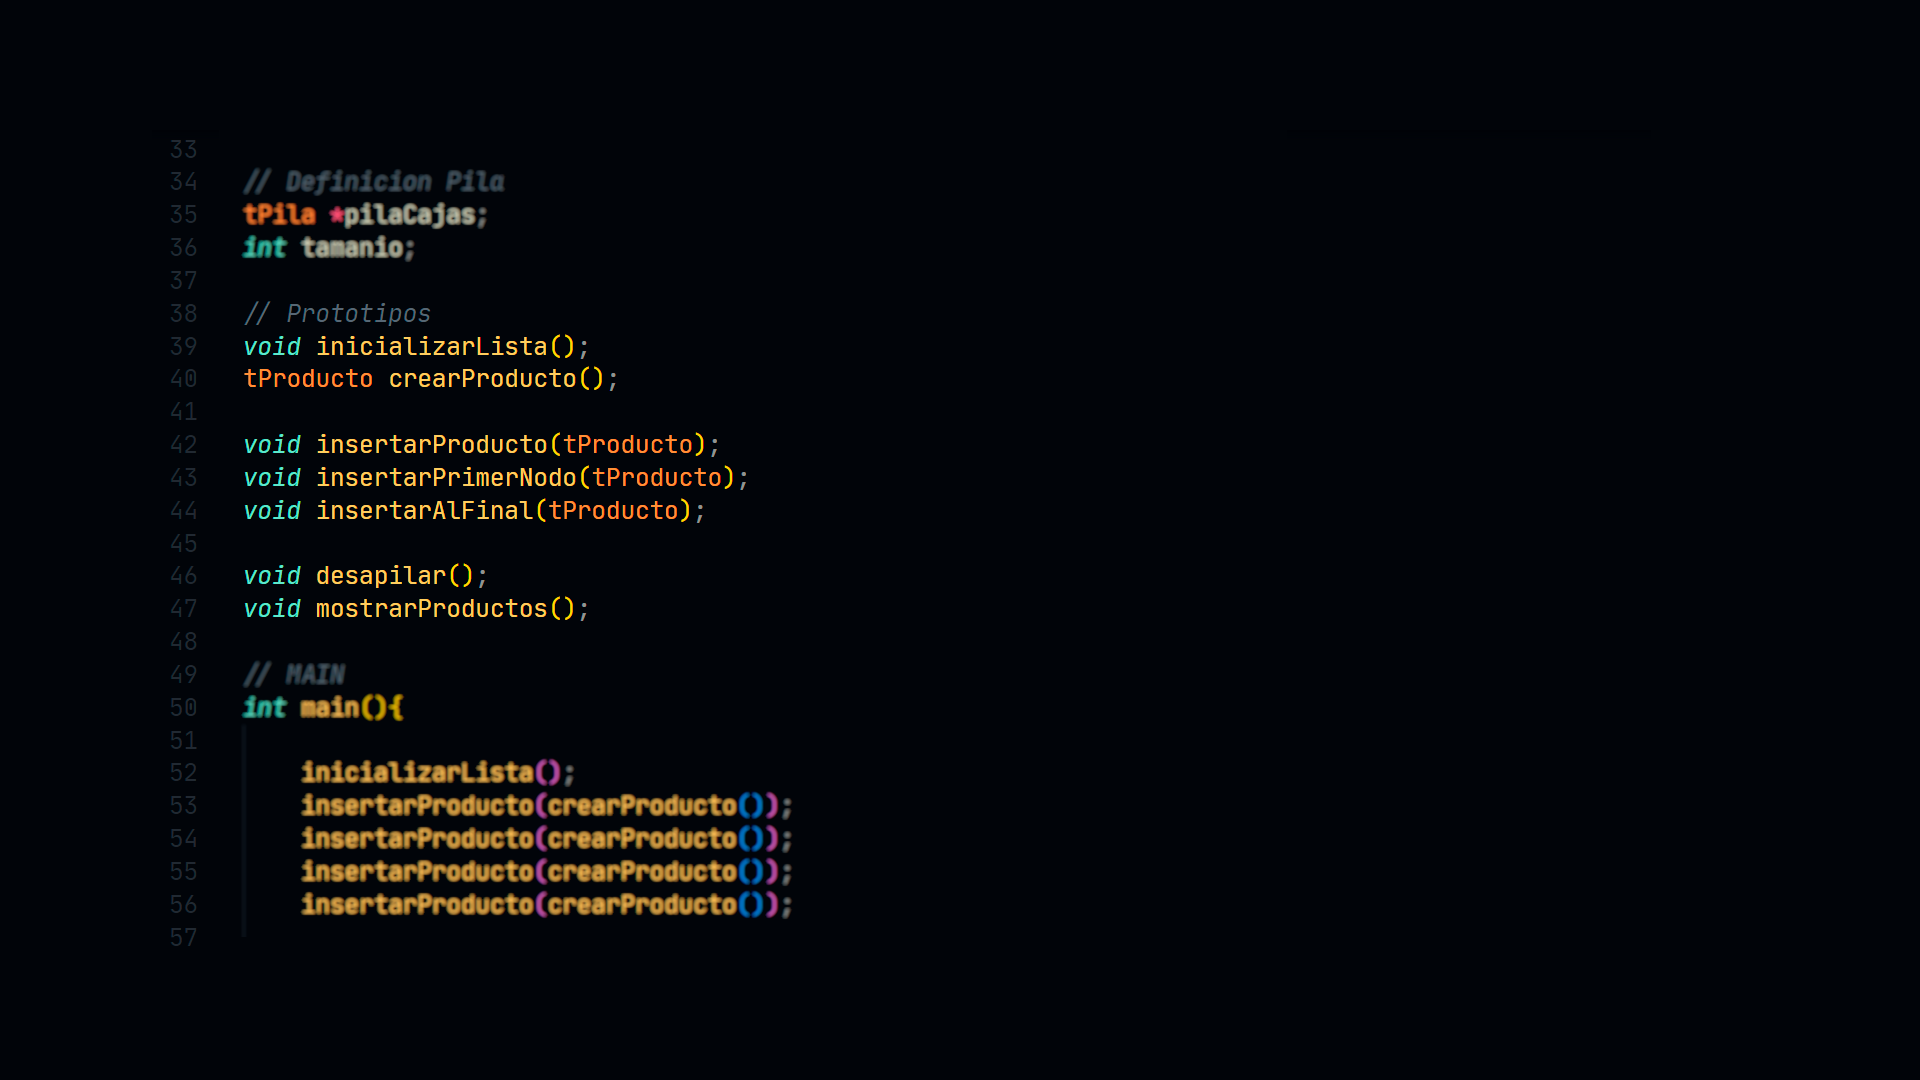 33
34 // Definicion Pila
35 tPila *pilaCajas;
36 int tamanio;
37
38 // Prototipos
39 void inicializarLista();
40 tProducto crearProducto();
41
42 void insertarProducto(tProducto);
43 void insertarPrimerNodo(tProducto);
44 void insertarAlFinal(tProducto);
45
46 void desapilar();
47 void mostrarProductos();
48
49 // MAIN
50 int main(){
51
52 inicializarLista();
53 insertarProducto(crearProducto());
54 insertarProducto(crearProducto());
55 insertarProducto(crearProducto());
56 insertarProducto(crearProducto());
57